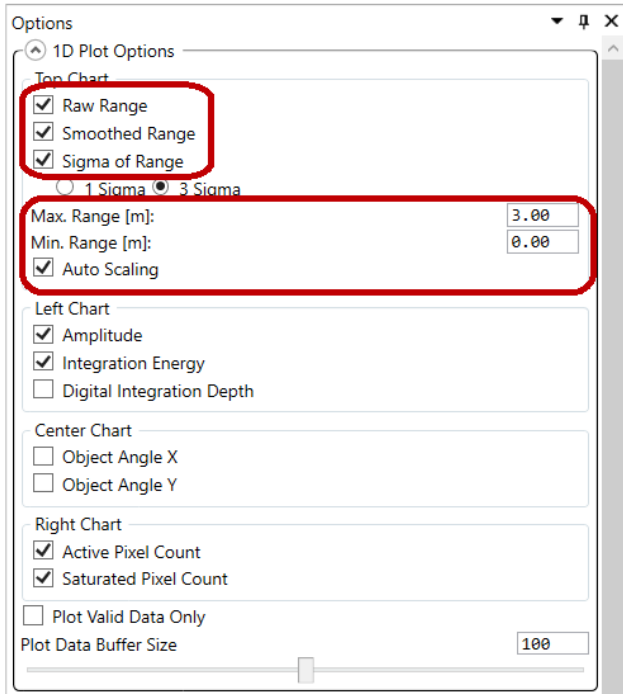 Options
1D Plot Options
Top Chart
Raw Range
Smoothed Range
Sigma of Range
1 Sigma 3 Sigma
Max. Range [m]: 3.00
Min. Range [m]: 0.00
Auto Scaling
Left Chart
Amplitude
Integration Energy
Digital Integration Depth
Center Chart
Object Angle X
Object Angle Y
Right Chart
Active Pixel Count
Saturated Pixel Count
Plot Valid Data Only
Plot Data Buffer Size 100